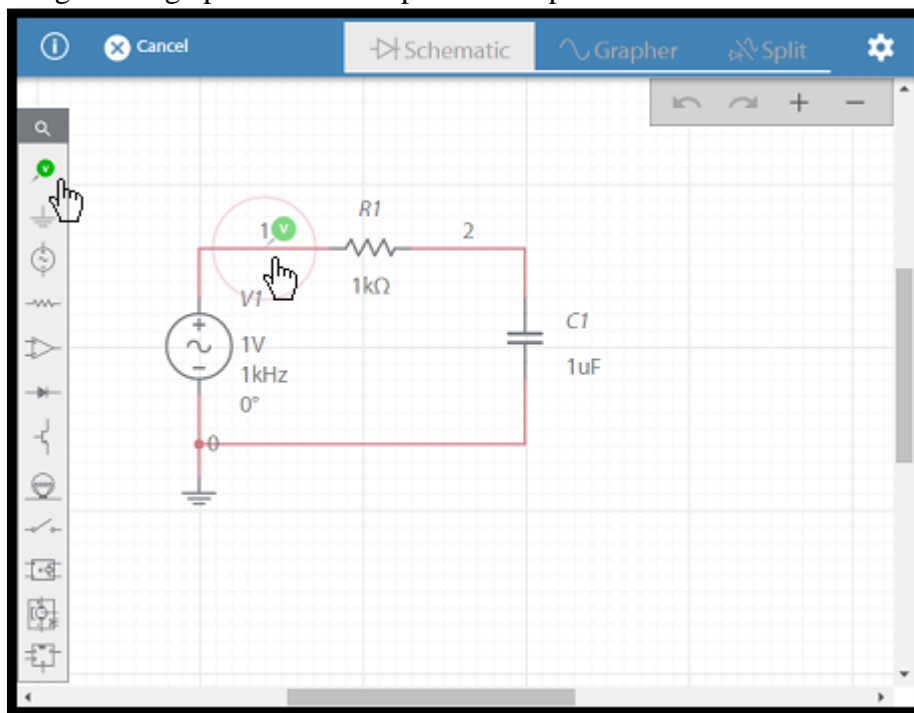 Cancel
Schematic
Grapher
Split
V
R1
1
V
2
1kΩ
V1
C1
1V
1uF
1kHz
0°
0